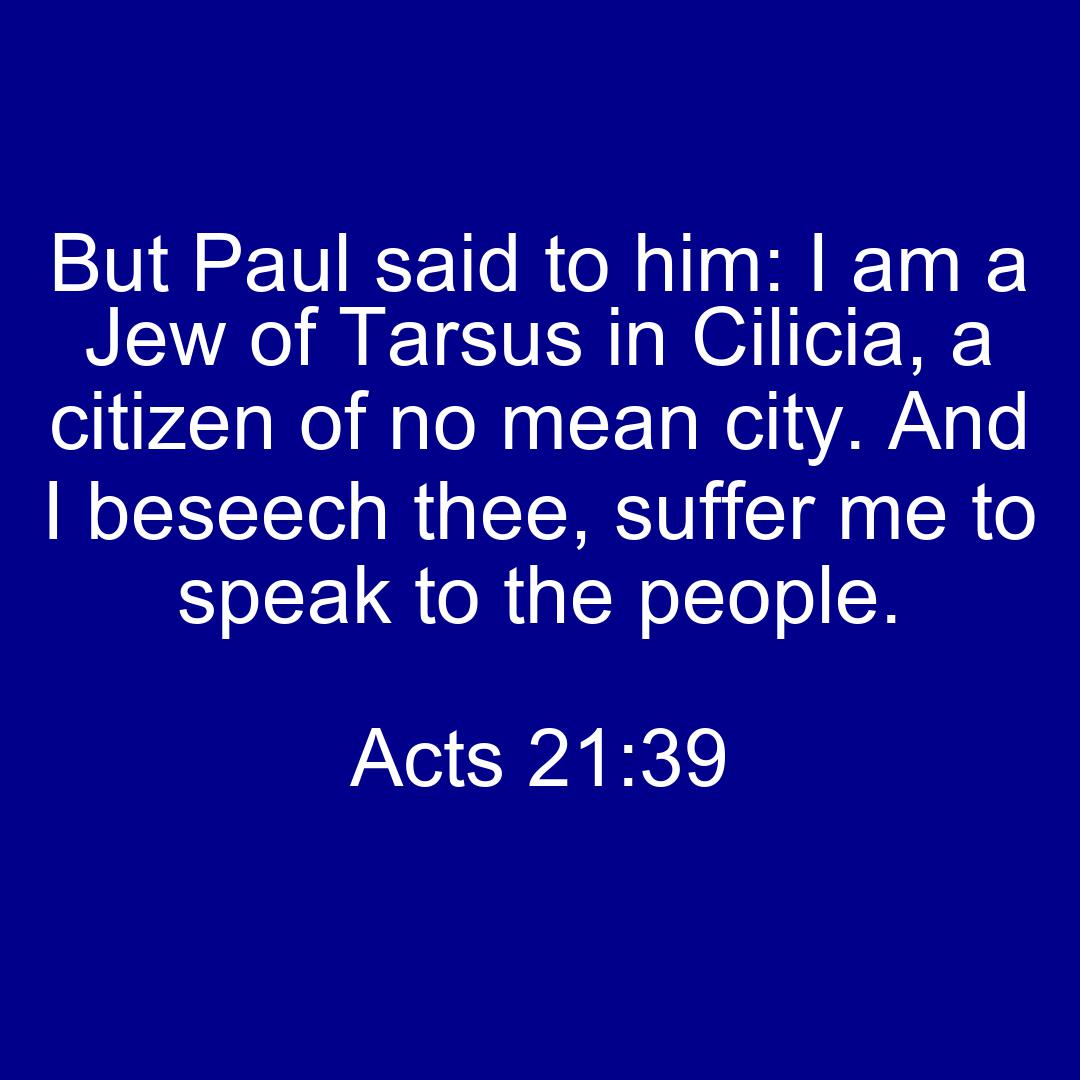 But Paul said to him: I am a
Jew of Tarsus in Cilicia, a
citizen of no mean city. And
I beseech thee, suffer me to
speak to the people.
Acts 21:39